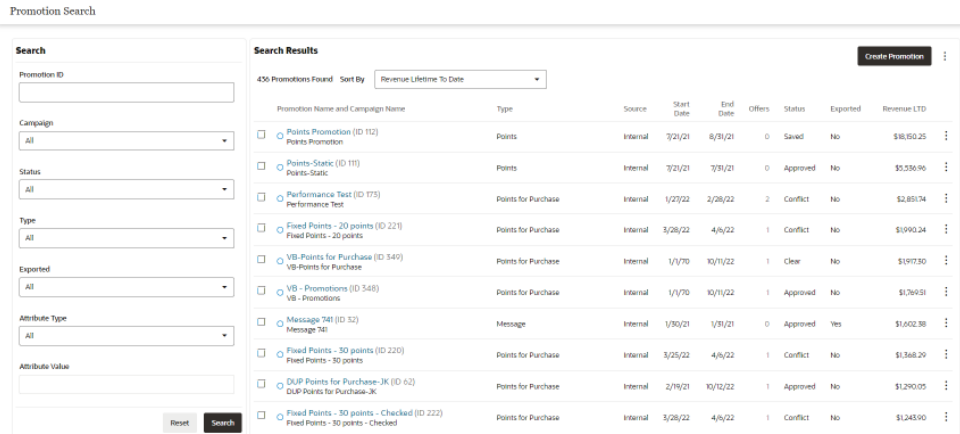 Promotion Search
Search
Promotion ID
Campaign
All
Status
All
Type
All
Exported
All
Attribute Type
All
Attribute Value
Reset Search
Search Results
Create Promotion
436 Promotions Found Sort By Revenue Lifetime To Date
Promotion Name and Campaign Name Type Source Start Date End Date Offers Status Exported Revenue LTD
Points Promotion (ID 112) Points Internal 7/21/21 8/31/21 0 Saved No $18,150.25
Points Promotion
Points-Static (ID 111) Points Internal 7/21/21 7/31/21 0 Approved No $5,536.96
Points-Static
Performance Test (ID 173) Points for Purchase Internal 1/27/22 2/28/22 2 Conflict No $2,851.74
Performance Test
Fixed Points - 20 points (ID 221) Points for Purchase Internal 3/28/22 4/6/22 1 Conflict No $1,990.24
Fixed Points - 20 points
VB-Points for Purchase (ID 349) Points for Purchase Internal 1/1/70 10/11/22 1 Clear No $1,917.30
VB-Points for Purchase
VB - Promotions (ID 348) Points for Purchase Internal 1/1/70 10/11/22 1 Approved No $1,769.51
VB - Promotions
Message 741 (ID 32) Message Internal 1/30/21 1/31/21 0 Approved Yes $1,602.38
Message 741
Fixed Points - 30 points (ID 220) Points for Purchase Internal 3/25/22 4/6/22 1 Conflict No $1,368.29
Fixed Points - 30 points
DUP Points for Purchase-JK (ID 62) Points for Purchase Internal 2/19/21 10/12/22 1 Approved No $1,290.05
DUP Points for Purchase-JK
Fixed Points - 30 points - Checked (ID 222) Points for Purchase Internal 3/28/22 4/6/22 1 Conflict No $1,243.90
Fixed Points - 30 points - Checked